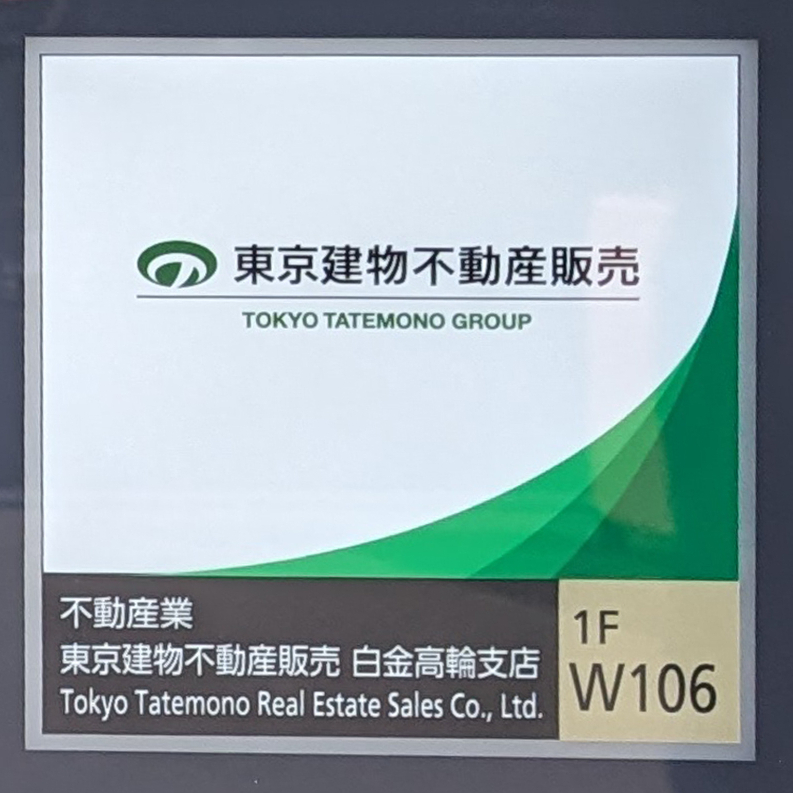 東京建物不動産販売
TOKYO TATEMONO GROUP
不動産業
東京建物不動産販売 白金高輪支店
Tokyo Tatemono Real Estate Sales Co., Ltd.
1F
W106